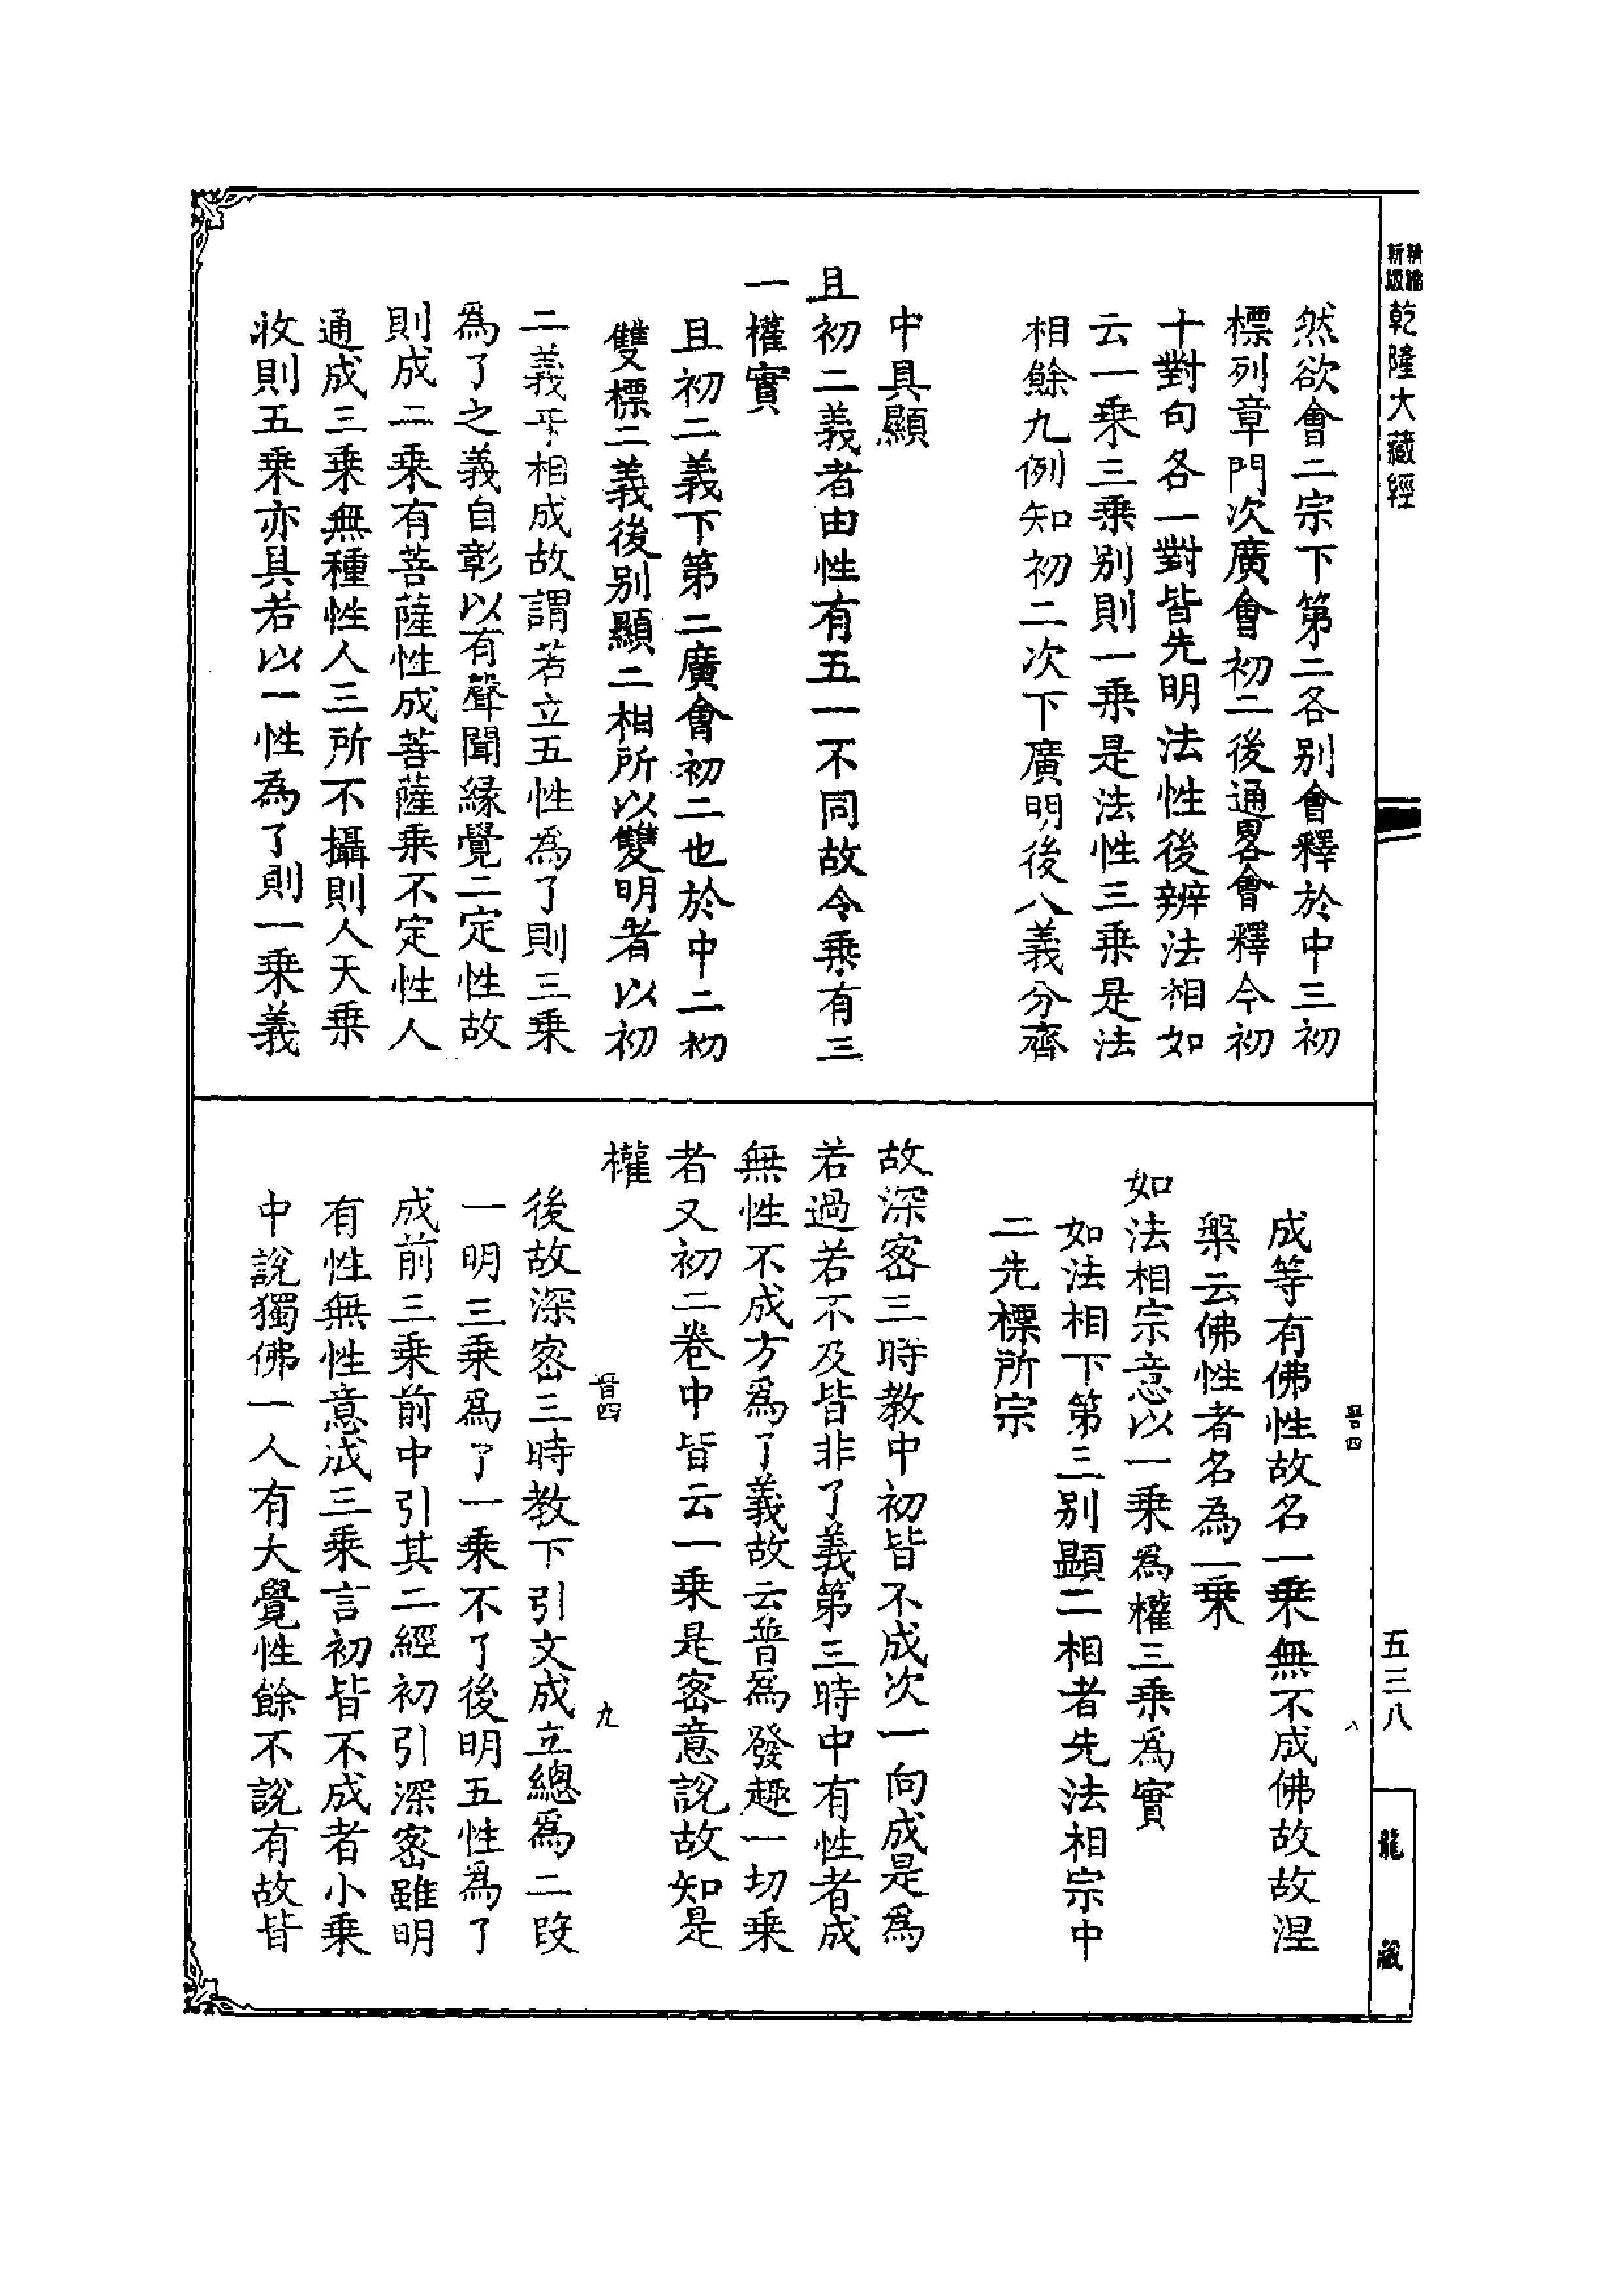 新編縮版
乾隆大藏經
然欲會二宗下第二各别會釋於中三初
標列章門次廣會初二後通畧會釋今初
十對句各一對皆先明法性後辨法相如
云一乘三乘别則一乘是法性三乘是法
相餘九例知初二次下廣明後八義分齊
中具顯
且初二義者由性有五一不同故令乘有三
一權實
且初二義下第二廣會初二也於中二初
雙標二義後别顯二相所以雙明者以初
二義互相成故謂若立五性為了則三乘
爲了之義自彰以有聲聞緣覺二定性故
則成二乘有菩薩性成菩薩乘不定性人
通成三乘無種性人三所不攝則人天乘
收則五乘亦具若以一性為了則一乘義
成等有佛性故名一乘無不成佛故故涅
槃云佛性者名為一乘
如法相宗意以一乘爲權三乘爲實
如法相下第三别顯二相者先法相宗中
二先標所宗
故深密三時教中初皆不成次一向成是爲
若過若不及皆非了義第三時中有性者成
無性不成方爲了義故云普爲發趣一切乘
者又初二卷中皆云一乘是密意說故知是
權
後故深密三時教下引文成立總爲二段
一明三乘爲了一乘不了後明五性爲了
成前三乘前中引其二經初引深密雖明
有性無性意成三乘言初皆不成者小乘
中說獨佛一人有大覺性餘不說有故皆
晉四
八
晉四
九
五三八
龍藏